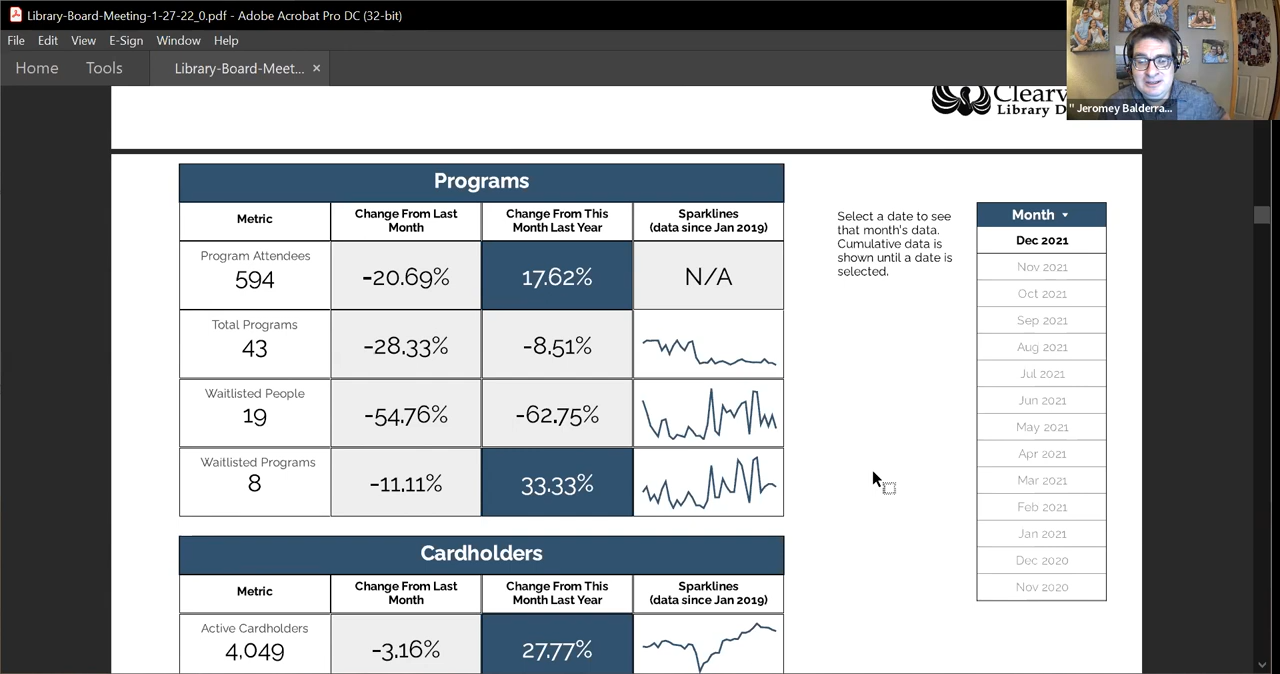 Library-Board-Meeting-1-27-22_0.pdf - Adobe Acrobat Pro DC (32-bit)
File Edit View E-Sign Window Help
Home Tools Library-Board-Meet... ×
" Jeromey Balderra...
Clearv
Library D
Programs
Metric
Change From Last Month
Change From This Month Last Year
Sparklines (data since Jan 2019)
Program Attendees
594 -20.69% 17.62% N/A
Total Programs
43 -28.33% -8.51%
Waitlisted People
19 -54.76% -62.75%
Waitlisted Programs
8 -11.11% 33.33%
Cardholders
Metric
Change From Last Month
Change From This Month Last Year
Sparklines (data since Jan 2019)
Active Cardholders
4,049 -3.16% 27.77%
Select a date to see
that month's data.
Cumulative data is
shown until a date is
selected.
Month
Dec 2021
Nov 2021
Oct 2021
Sep 2021
Aug 2021
Jul 2021
Jun 2021
May 2021
Apr 2021
Mar 2021
Feb 2021
Jan 2021
Dec 2020
Nov 2020